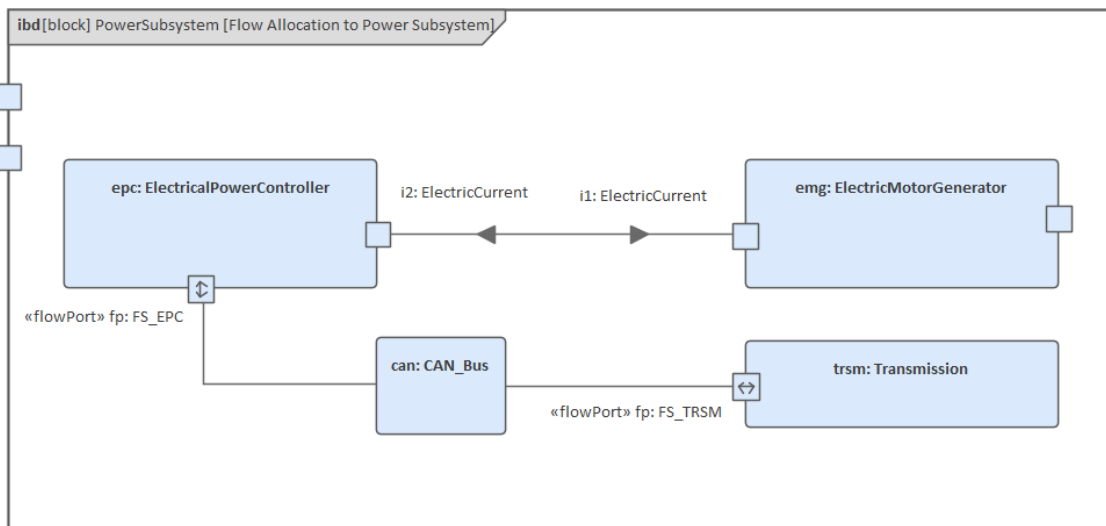 ibd[block] PowerSubsystem [Flow Allocation to Power Subsystem]
epc: ElectricalPowerController
i2: ElectricCurrent
i1: ElectricCurrent
emg: ElectricMotorGenerator
«flowPort» fp: FS_EPC
can: CAN_Bus
trsm: Transmission
«flowPort» fp: FS_TRSM